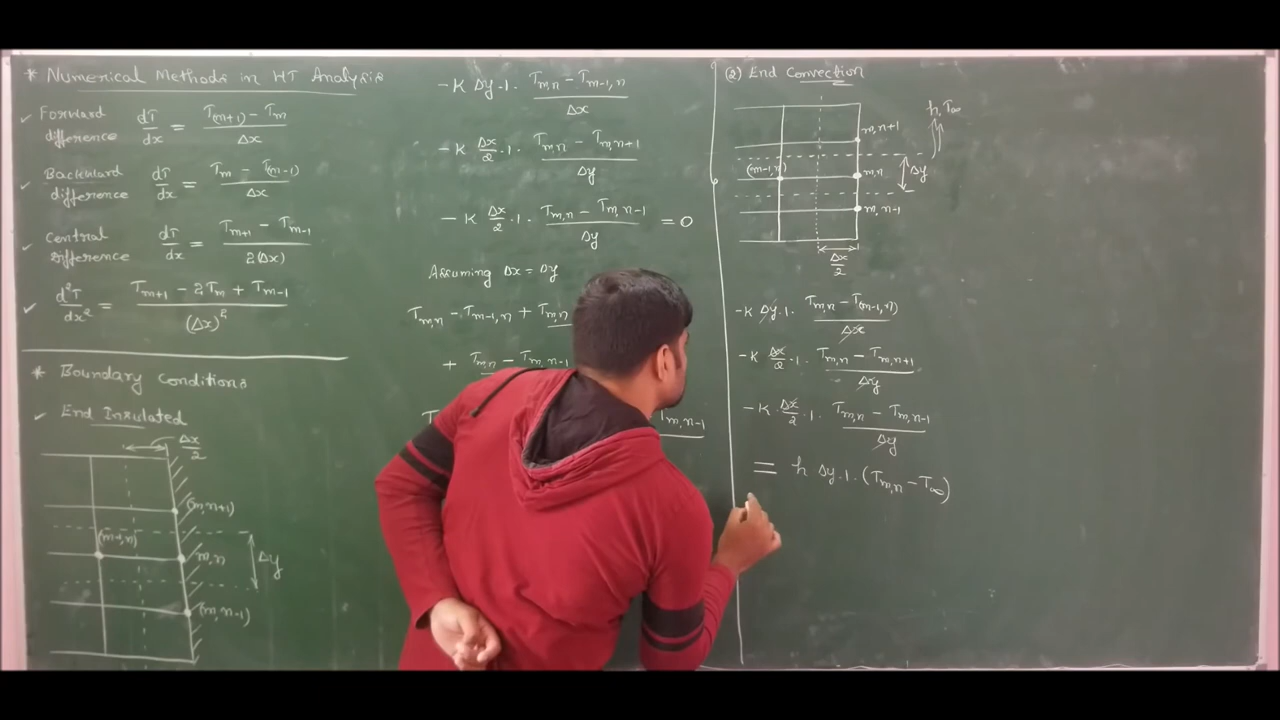 * Numerical Methods in HT Analysis
✓ Forward difference dT/dx = (T(m+1) − Tm)/Δx
✓ Backward difference dT/dx = (Tm − T(m−1))/Δx
✓ Central difference dT/dx = (Tm+1 − Tm−1)/2(Δx)
✓ d²T/dx² = (Tm+1 − 2Tm + Tm−1)/(Δx)²
* Boundary Conditions
✓ End Insulated
Δx/2
(m,n+1)
(m−1,n)
m,n
Δy
(m,n−1)
−K Δy·1· (Tm,n − Tm−1,n)/Δx
−K Δx/2 ·1· (Tm,n − Tm,n+1)/Δy
−K Δx/2 ·1· (Tm,n − Tm,n−1)/Δy = 0
Assuming Δx = Δy
Tm,n − Tm−1,n + Tm,n
+ Tm,n − Tm,n−1
T
Tm,n−1
(2) End Convection
h, T∞
m,n+1
(m−1,n)
m,n
Δy
m,n−1
Δx/2
−K Δy·1· (Tm,n − T(m−1,n))/Δx
−K Δx/2 ·1· (Tm,n − Tm,n+1)/Δy
−K· Δx/2 ·1· (Tm,n − Tm,n−1)/Δy
= h Δy·1·(Tm,n − T∞)